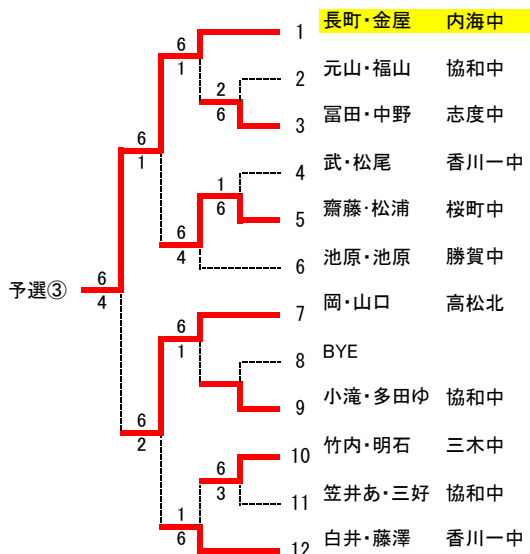 1 長町・金屋 内海中
6
1
2 元山・福山 協和中
2
6
3 冨田・中野 志度中
6
1
4 武・松尾 香川一中
1
6
5 齋藤・松浦 桜町中
6
4
6 池原・池原 勝賀中
予選③
6
4
7 岡・山口 高松北
6
1
8 BYE
9 小滝・多田ゆ 協和中
6
2
10 竹内・明石 三木中
6
3
11 笠井あ・三好 協和中
1
6
12 白井・藤澤 香川一中